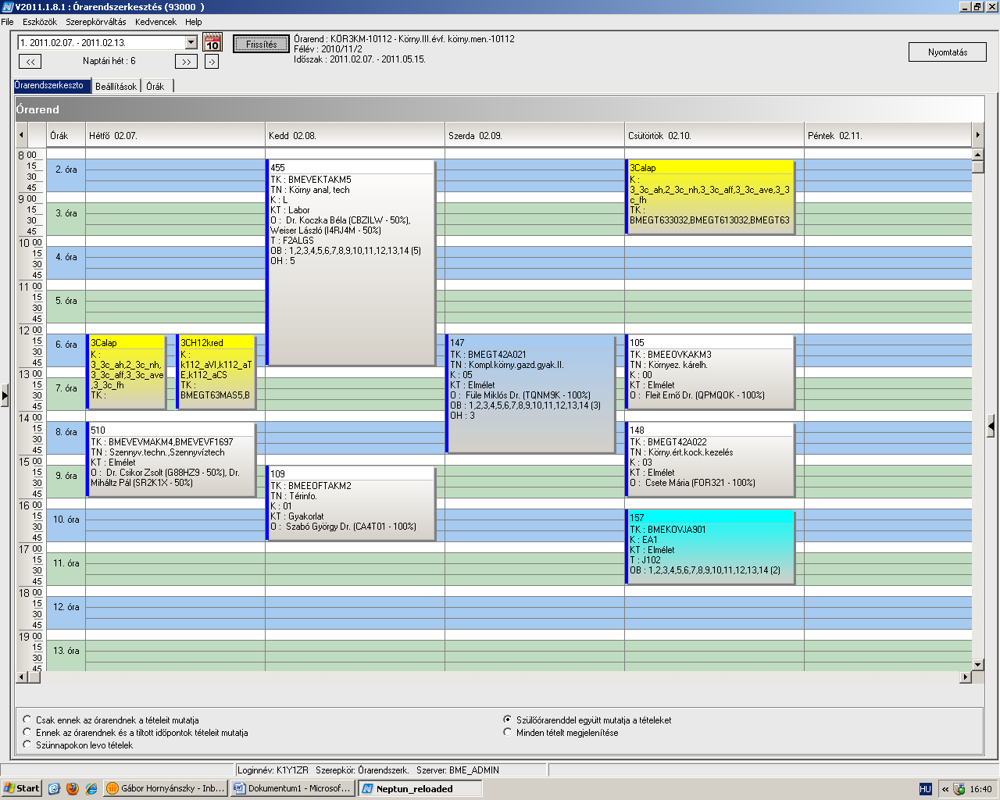 V2011.1.8.1 : Órarendszerkesztés (93000  )
File Eszközök Szerepkörváltás Kedvencek Help
1. 2011.02.07. - 2011.02.13.
10
Frissítés
Órarend : KÖR3KM-10112 - Körny.III.évf. körny.men.-10112
Félév : 2010/11/2
Időszak : 2011.02.07. - 2011.05.15.
Nyomtatás
<< Naptári hét : 6 >> ->
Órarendszerkeszto Beállítások Órák
Órarend
Órák Hétfő 02.07. Kedd 02.08. Szerda 02.09. Csütörtök 02.10. Péntek 02.11.
8 00
15
30
45
9 00
15
30
45
10 00
15
30
45
11 00
15
30
45
12 00
15
30
45
13 00
15
30
45
14 00
15
30
45
15 00
15
30
45
16 00
15
30
45
17 00
15
30
45
18 00
15
30
45
19 00
15
30
45
2. óra
3. óra
4. óra
5. óra
6. óra
7. óra
8. óra
9. óra
10. óra
11. óra
12. óra
13. óra
3Calap
K :
3_3c_ah,2_3c_nh,
3_3c_aff,3_3c_ave
,3_3c_fh
TK :
3CH12kred
K :
k112_aVI,k112_aT
E,k112_aCS
TK :
BMEGT63MAS5,B
510
TK : BMEVEVMAKM4,BMEVEVF1697
TN : Szennyv.techn.,Szennyvíztech
KT : Elmélet
O : Dr. Csikor Zsolt (G88HZ9 - 50%), Dr.
Miháltz Pál (SR2K1X - 50%)
455
TK : BMEVEKTAKM5
TN : Körny anal, tech
K : L
KT : Labor
O : Dr. Koczka Béla (CBZILW - 50%),
Weiser László (I4RJ4M - 50%)
T : F2ALGS
OB : 1,2,3,4,5,6,7,8,9,10,11,12,13,14 (5)
OH : 5
109
TK : BMEEOFTAKM2
TN : Térinfo.
K : 01
KT : Gyakorlat
O : Szabó György Dr. (CA4T01 - 100%)
147
TK : BMEGT42A021
TN : Kompl.körny.gazd.gyak.II.
K : 05
KT : Elmélet
O : Füle Miklós Dr. (TQNM9K - 100%)
OB : 1,2,3,4,5,6,7,8,9,10,11,12,13,14 (3)
OH : 3
3Calap
K :
3_3c_ah,2_3c_nh,3_3c_aff,3_3c_ave,3_3
c_fh
TK :
BMEGT633032,BMEGT613032,BMEGT63
105
TK : BMEEOVKAKM3
TN : Környez. kárelh.
K : 00
KT : Elmélet
O : Fleit Ernő Dr. (QPMQOK - 100%)
148
TK : BMEGT42A022
TN : Körny.ért.kock.kezelés
K : 03
KT : Elmélet
O : Csete Mária (FOR321 - 100%)
157
TK : BMEKOVJA901
K : EA1
KT : Elmélet
T : J102
OB : 1,2,3,4,5,6,7,8,9,10,11,12,13,14 (2)
Csak ennek az órarendnek a tételeit mutatja
Ennek az órarendnek és a tiltott időpontok tételeit mutatja
Szünnapokon levo tételek
Szülőórarenddel együtt mutatja a tételeket
Minden tételt megjelenítése
Loginnév: K1Y1ZR Szerepkör: Órarendszerk. Szerver: BME_ADMIN
Start Gábor Hornyánszky - Inb... Dokumentum1 - Microsof... Neptun_reloaded HU « 16:40